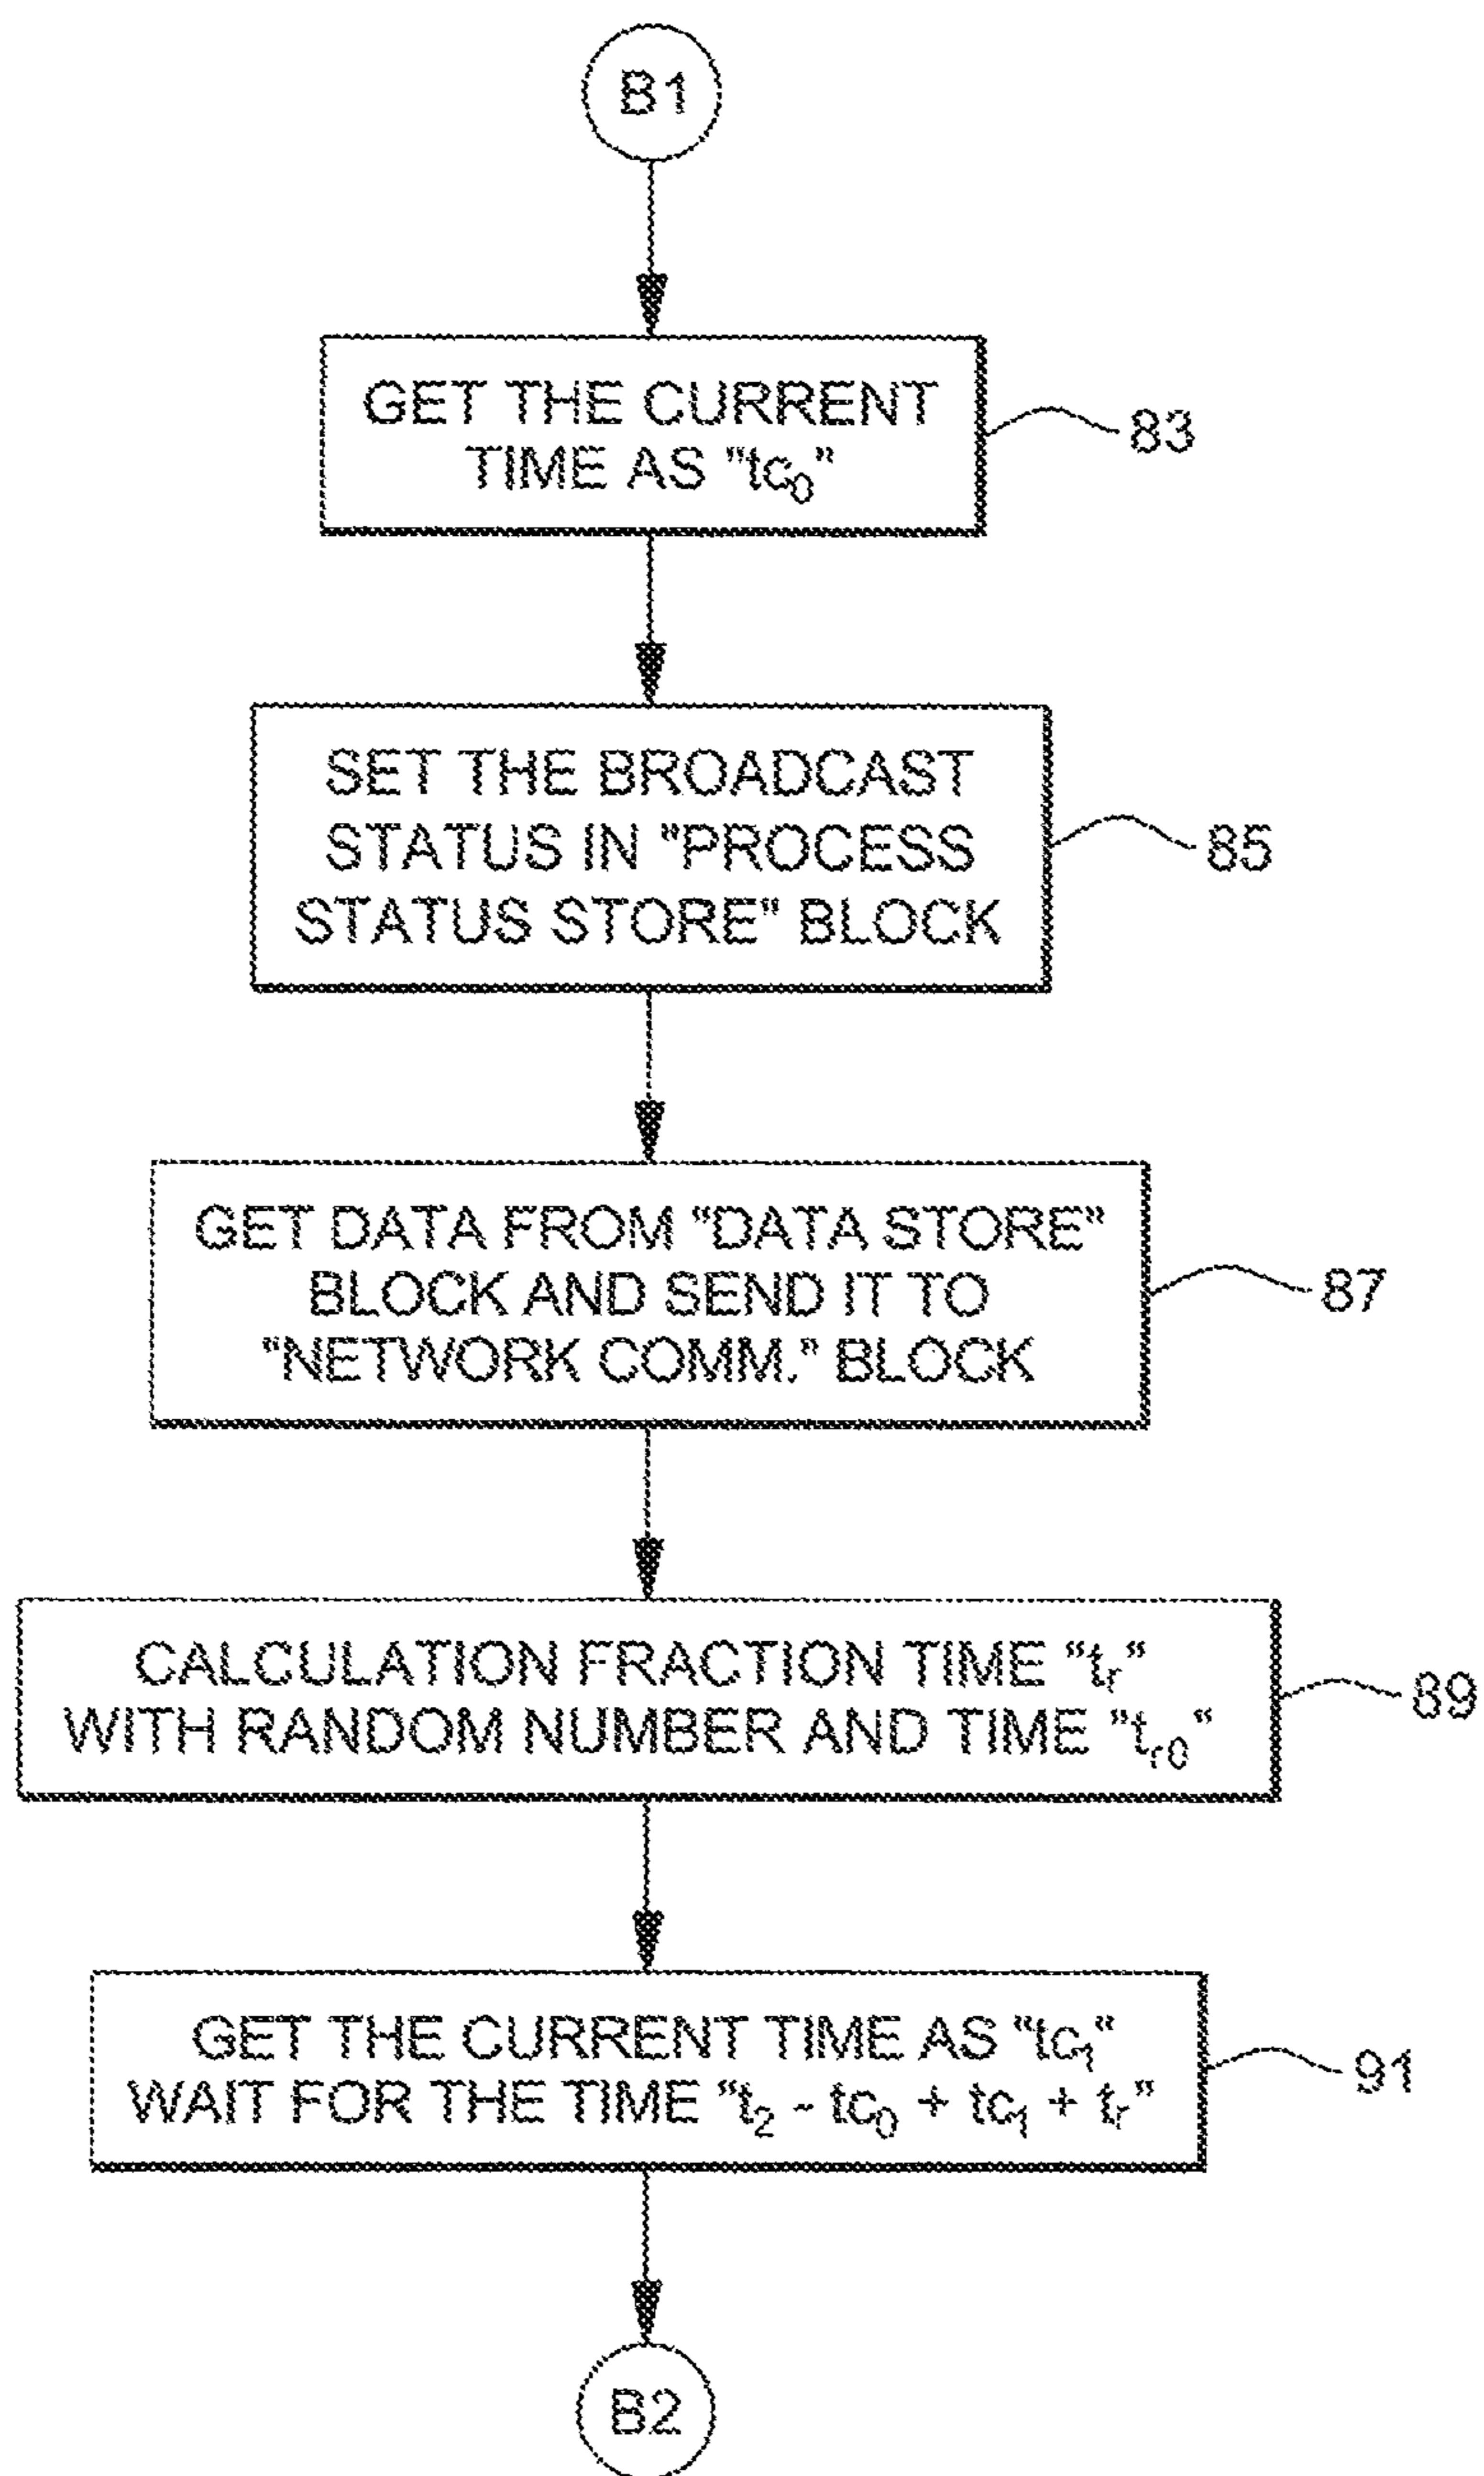 B1
GET THE CURRENT
TIME AS "tc₀"
83
SET THE BROADCAST
STATUS IN "PROCESS
STATUS STORE" BLOCK
85
GET DATA FROM "DATA STORE"
BLOCK AND SEND IT TO
"NETWORK COMM." BLOCK
87
CALCULATION FRACTION TIME "tᵣ"
WITH RANDOM NUMBER AND TIME "tᵣ₀"
89
GET THE CURRENT TIME AS "tc₁"
WAIT FOR THE TIME "t₂ - tc₀ + tc₁ + tᵣ"
91
B2